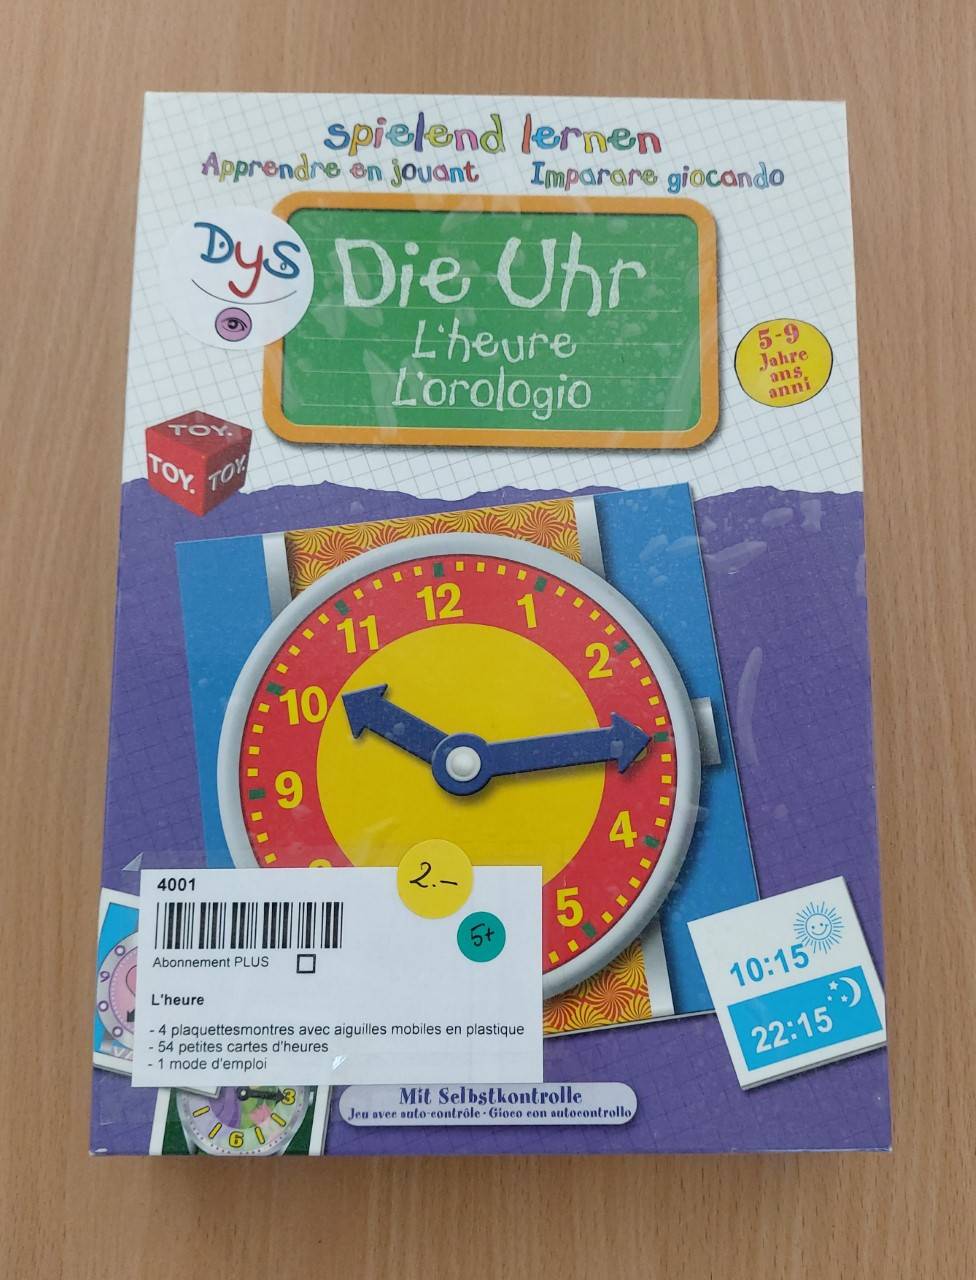 spielend lernen
Apprendre en jouant Imparare giocando
Dys
Die Uhr
L'heure
L'orologio
5-9
Jahre
ans
anni
TOY.
TOY. TOY.
12
1
2
4
5
9
10
11
2.-
5+
4001
Abonnement PLUS
L'heure
- 4 plaquettesmontres avec aiguilles mobiles en plastique
- 54 petites cartes d'heures
- 1 mode d'emploi
10:15
22:15
9
3
6
Mit Selbstkontrolle
Jeu avec auto-contrôle · Gioco con autocontrollo